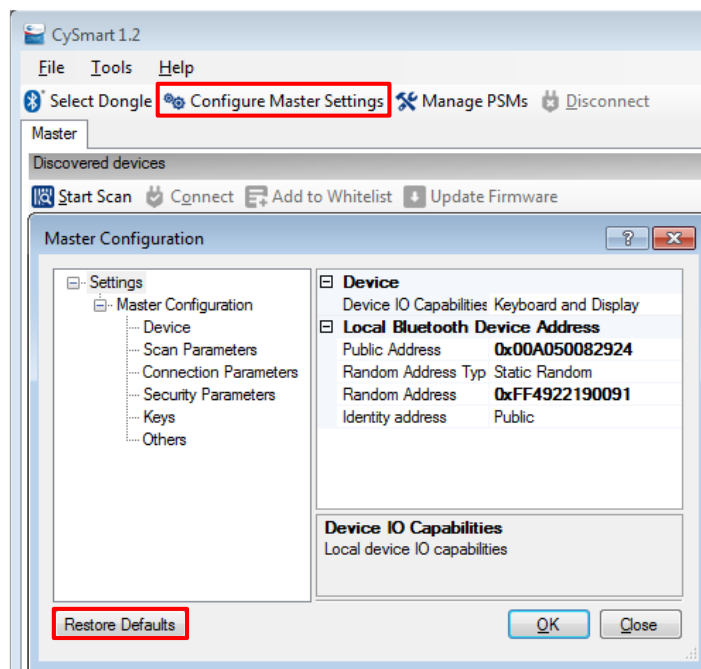 CySmart 1.2
File Tools Help
Select Dongle Configure Master Settings Manage PSMs Disconnect
Master
Discovered devices
Start Scan Connect Add to Whitelist Update Firmware
Master Configuration
Settings
Master Configuration
Device
Scan Parameters
Connection Parameters
Security Parameters
Keys
Others
Device
Device IO Capabilities Keyboard and Display
Local Bluetooth Device Address
Public Address 0x00A050082924
Random Address Typ Static Random
Random Address 0xFF4922190091
Identity address Public
Device IO Capabilities
Local device IO capabilities
Restore Defaults OK Close